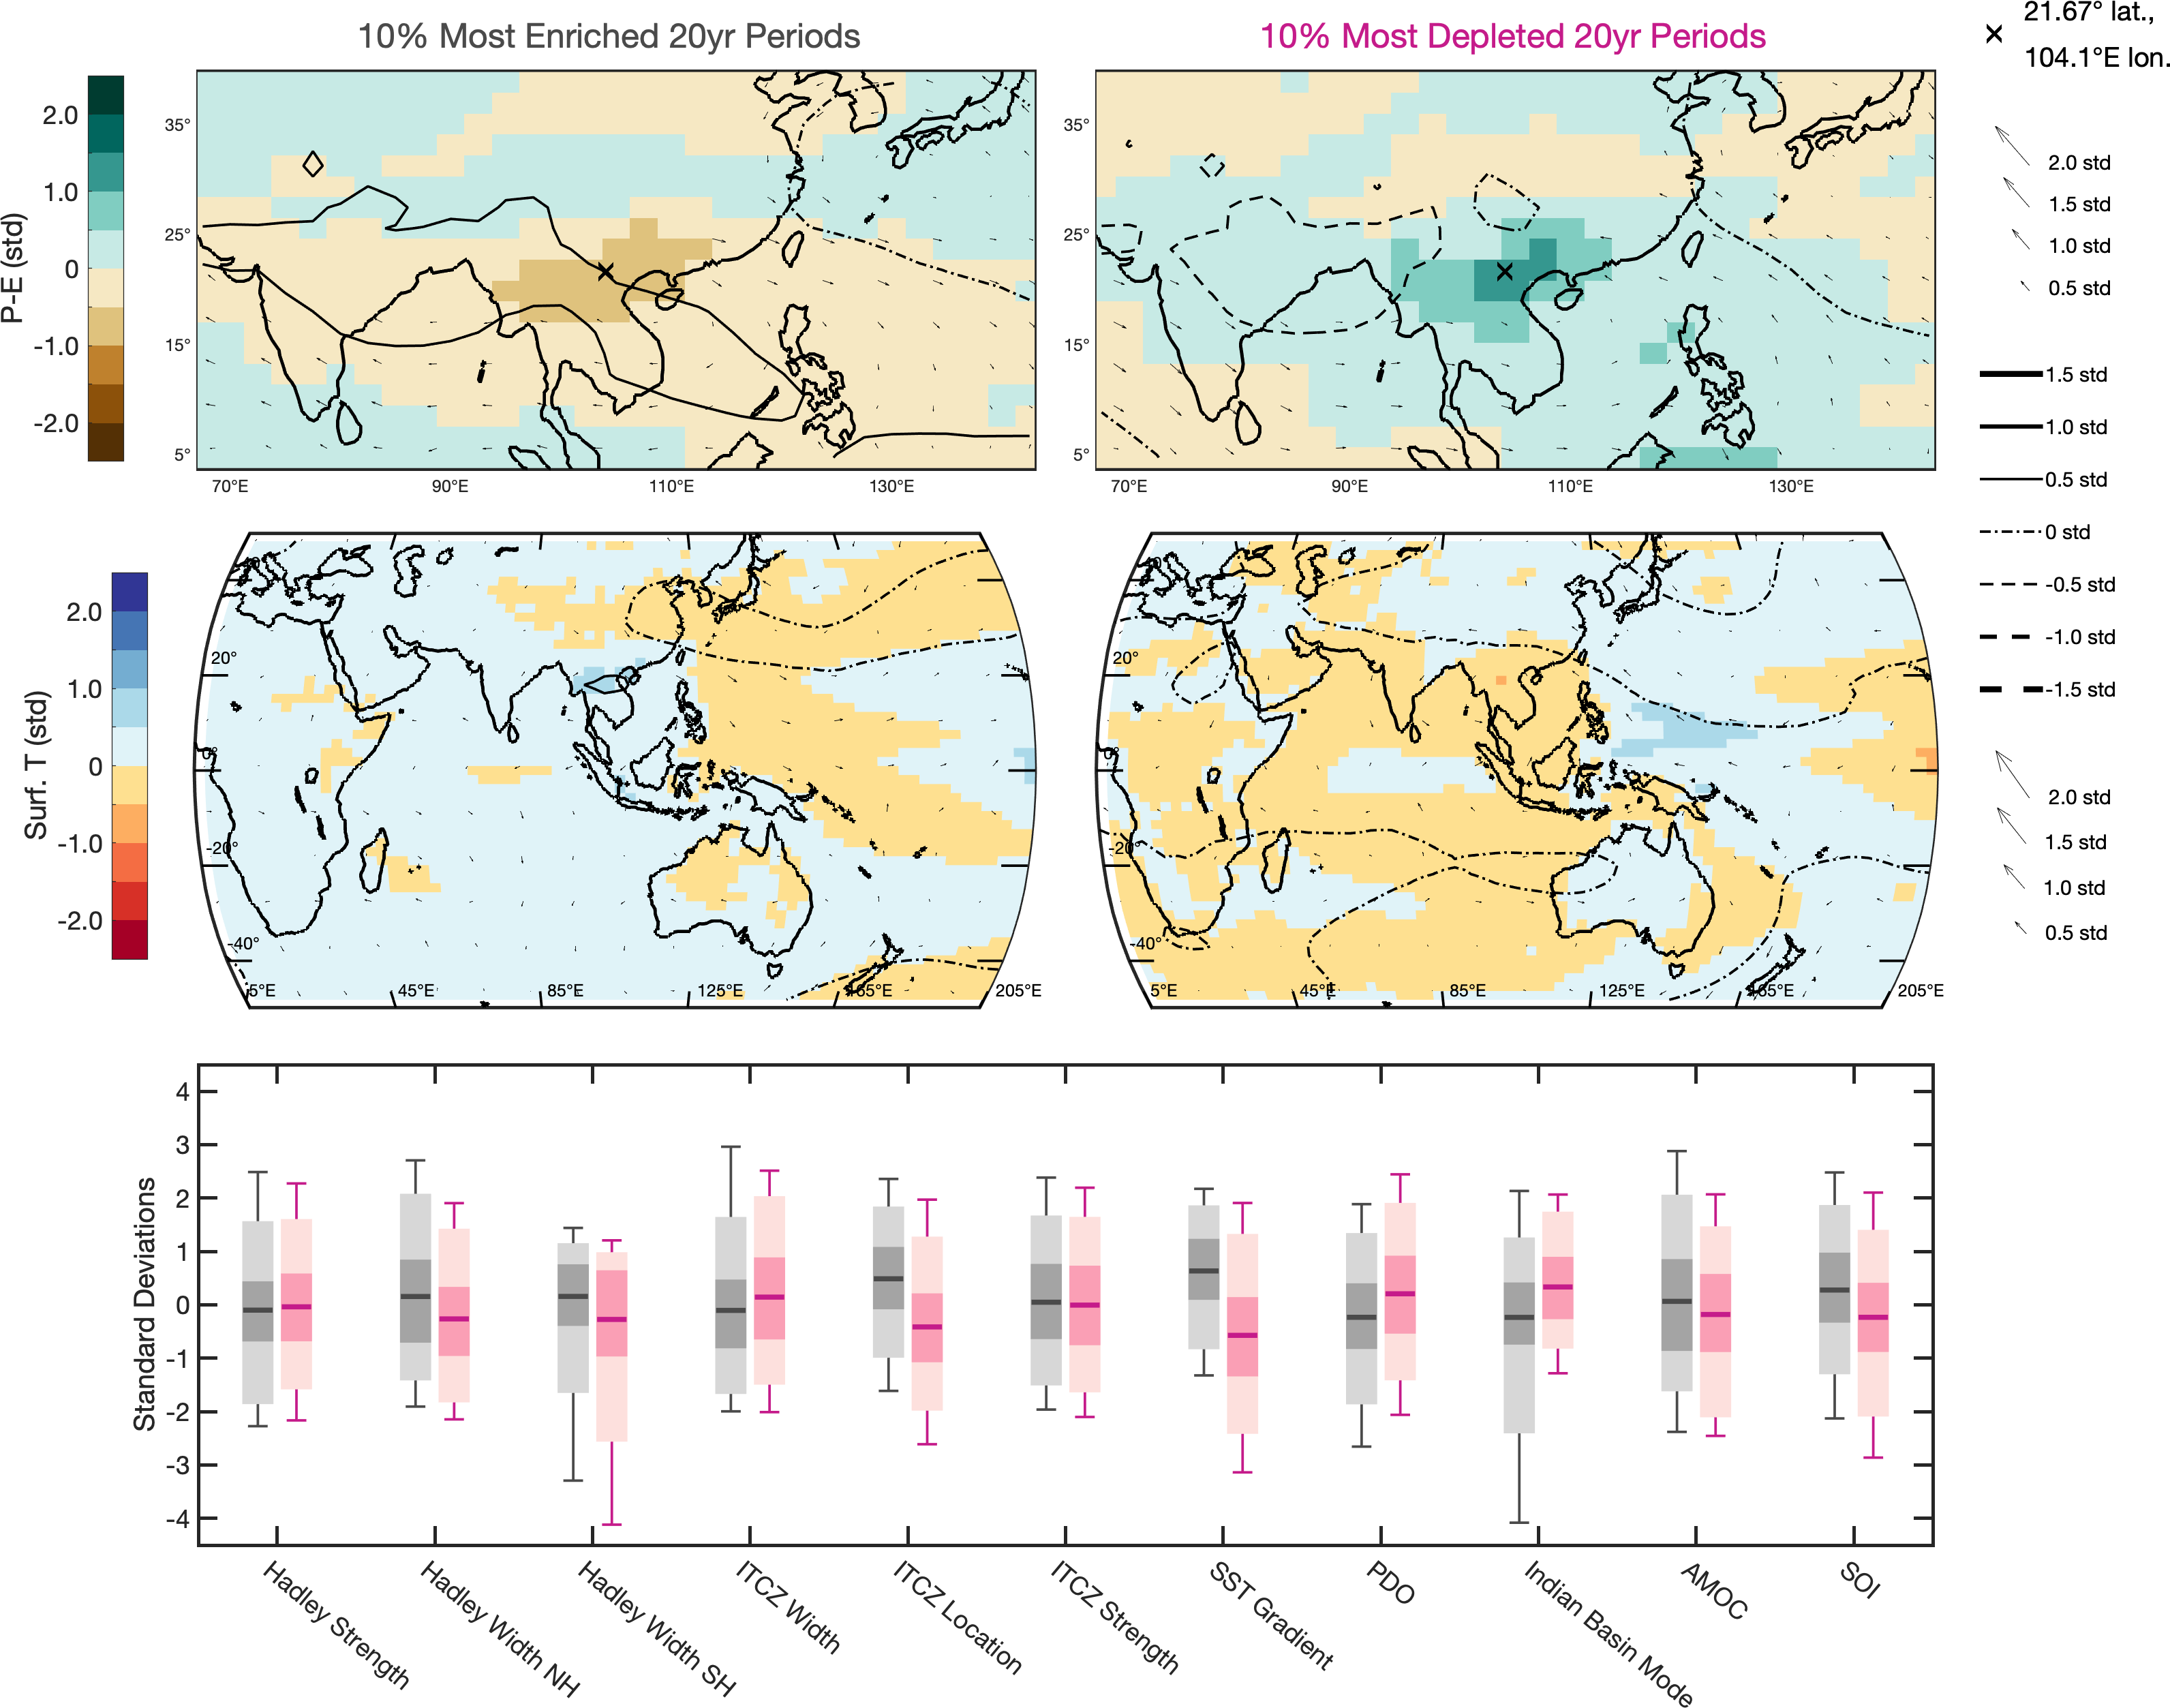 10% Most Enriched 20yr Periods
10% Most Depleted 20yr Periods
21.67° lat.,
104.1°E lon.
P-E (std)
2.0
1.0
0
-1.0
-2.0
35°
25°
15°
5°
70°E 90°E 110°E 130°E
35°
25°
15°
5°
70°E 90°E 110°E 130°E
2.0 std
1.5 std
1.0 std
0.5 std
1.5 std
1.0 std
0.5 std
0 std
-0.5 std
-1.0 std
-1.5 std
Surf. T (std)
2.0
1.0
0
-1.0
-2.0
20°
0°
-20°
-40°
5°E 45°E 85°E 125°E 165°E 205°E
20°
0°
-20°
-40°
5°E 45°E 85°E 125°E 165°E 205°E
2.0 std
1.5 std
1.0 std
0.5 std
Standard Deviations
4
3
2
1
0
-1
-2
-3
-4
Hadley Strength
Hadley Width NH
Hadley Width SH
ITCZ Width
ITCZ Location
ITCZ Strength
SST Gradient
PDO
Indian Basin Mode
AMOC
SOI